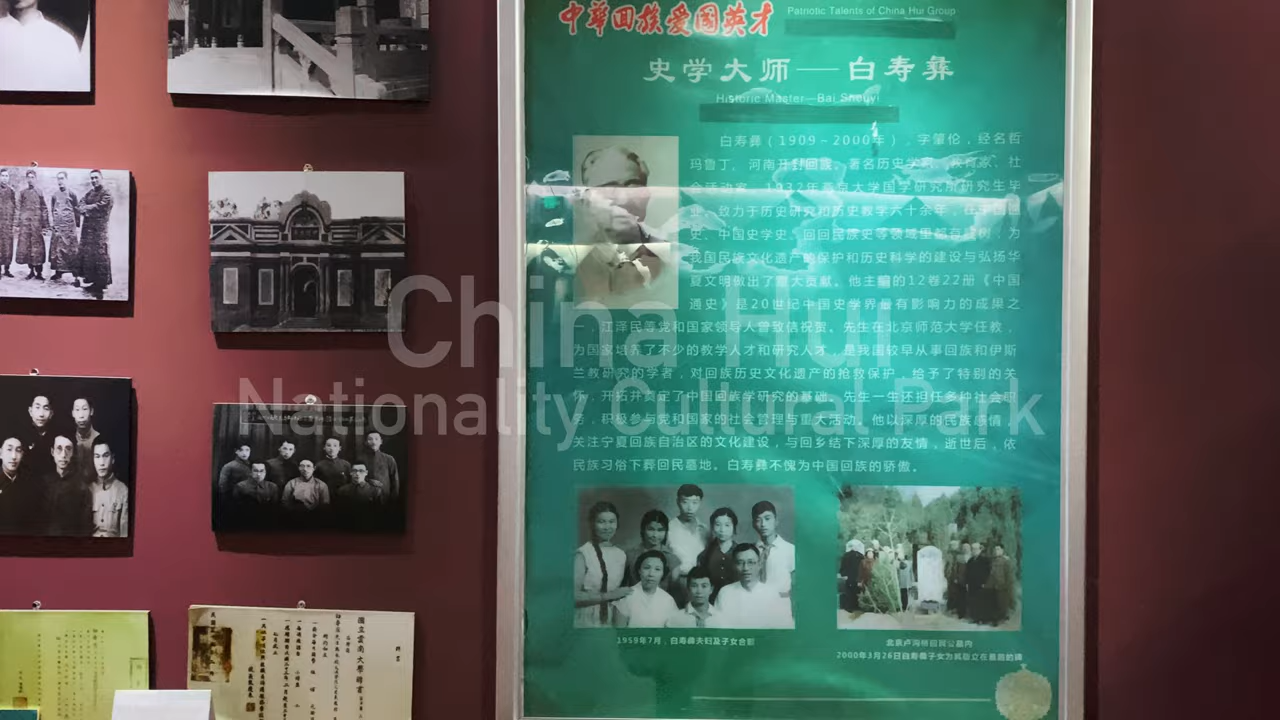 中华回族爱国英才
Patriotic Talents of China Hui Group
史学大师——白寿彝
Historic Master—Bai Shouyi
白寿彝（1909~2000年），字肇伦，经名哲
玛鲁丁，河南开封回族。著名历史学家、教育家、社
会活动家。1932年燕京大学国学研究所研究生毕
业，致力于历史研究和历史教学六十余年，在中国通
史、中国史学史、回回民族史等领域里都有建树，为
我国民族文化遗产的保护和历史科学的建设与弘扬华
夏文明做出了重大贡献。他主编的12卷22册《中国
通史》是20世纪中国史学界最有影响力的成果之
一，江泽民等党和国家领导人曾致信祝贺。先生在北京师范大学任教，
为国家培养了不少的教学人才和研究人才，是我国较早从事回族和伊斯
兰教研究的学者，对回族历史文化遗产的抢救保护，给予了特别的关
怀，开拓并奠定了中国回族学研究的基础。先生一生还担任多种社会职
务，积极参与党和国家的社会管理与重大活动。他以深厚的民族感情，
关注宁夏回族自治区的文化建设，与回乡结下深厚的友情，逝世后，依
民族习俗下葬回民墓地。白寿彝不愧为中国回族的骄傲。
China Hui
Nationality Cultural Park
1959年7月，白寿彝夫妇及子女合影
北京卢沟桥回民公墓内
2000年3月26日白寿彝子女为其敬立在墓前的碑
國立雲南大學聘書